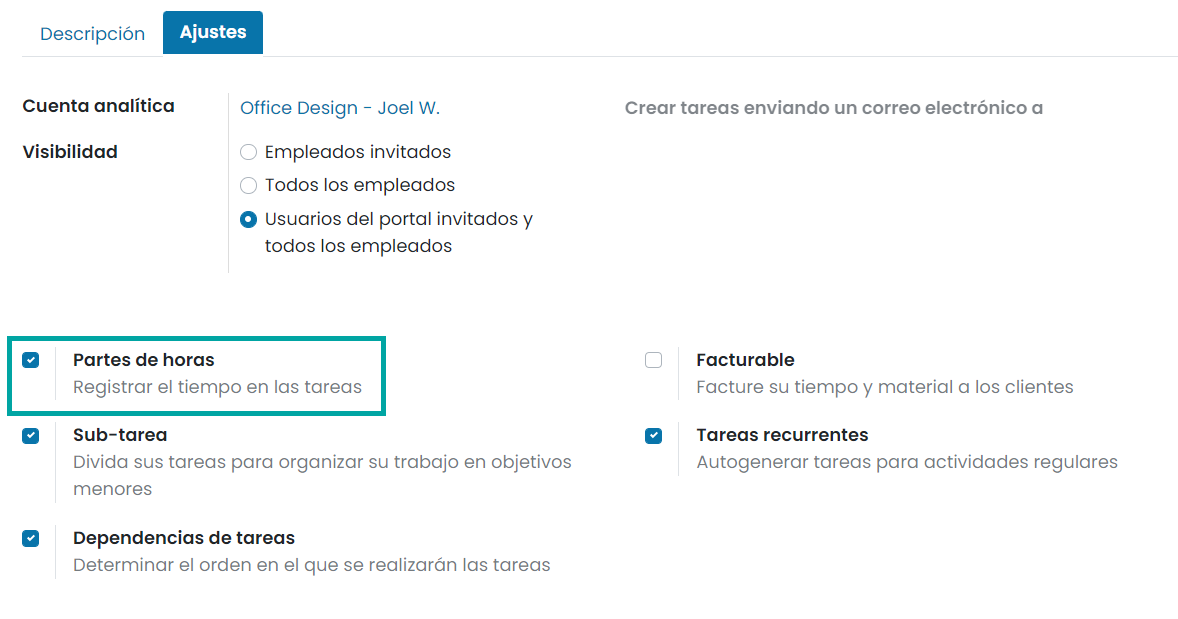 Descripción
Ajustes
Cuenta analítica
Office Design - Joel W.
Crear tareas enviando un correo electrónico a
Visibilidad
Empleados invitados
Todos los empleados
Usuarios del portal invitados y
todos los empleados
Partes de horas
Registrar el tiempo en las tareas
Facturable
Facture su tiempo y material a los clientes
Sub-tarea
Divida sus tareas para organizar su trabajo en objetivos
menores
Tareas recurrentes
Autogenerar tareas para actividades regulares
Dependencias de tareas
Determinar el orden en el que se realizarán las tareas